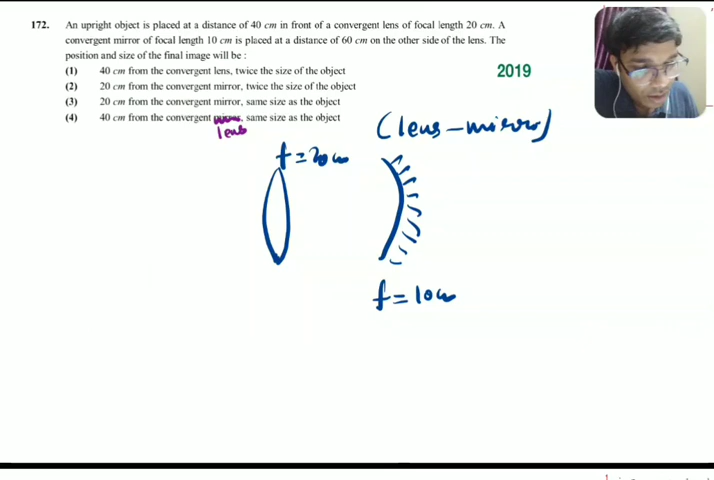 172. An upright object is placed at a distance of 40 cm in front of a convergent lens of focal length 20 cm. A
convergent mirror of focal length 10 cm is placed at a distance of 60 cm on the other side of the lens. The
position and size of the final image will be :
(1) 40 cm from the convergent lens, twice the size of the object
2019
(2) 20 cm from the convergent mirror, twice the size of the object
(3) 20 cm from the convergent mirror, same size as the object
(4) 40 cm from the convergent , same size as the object
lens
(lens-mirror)
f=20cm
f=10cm